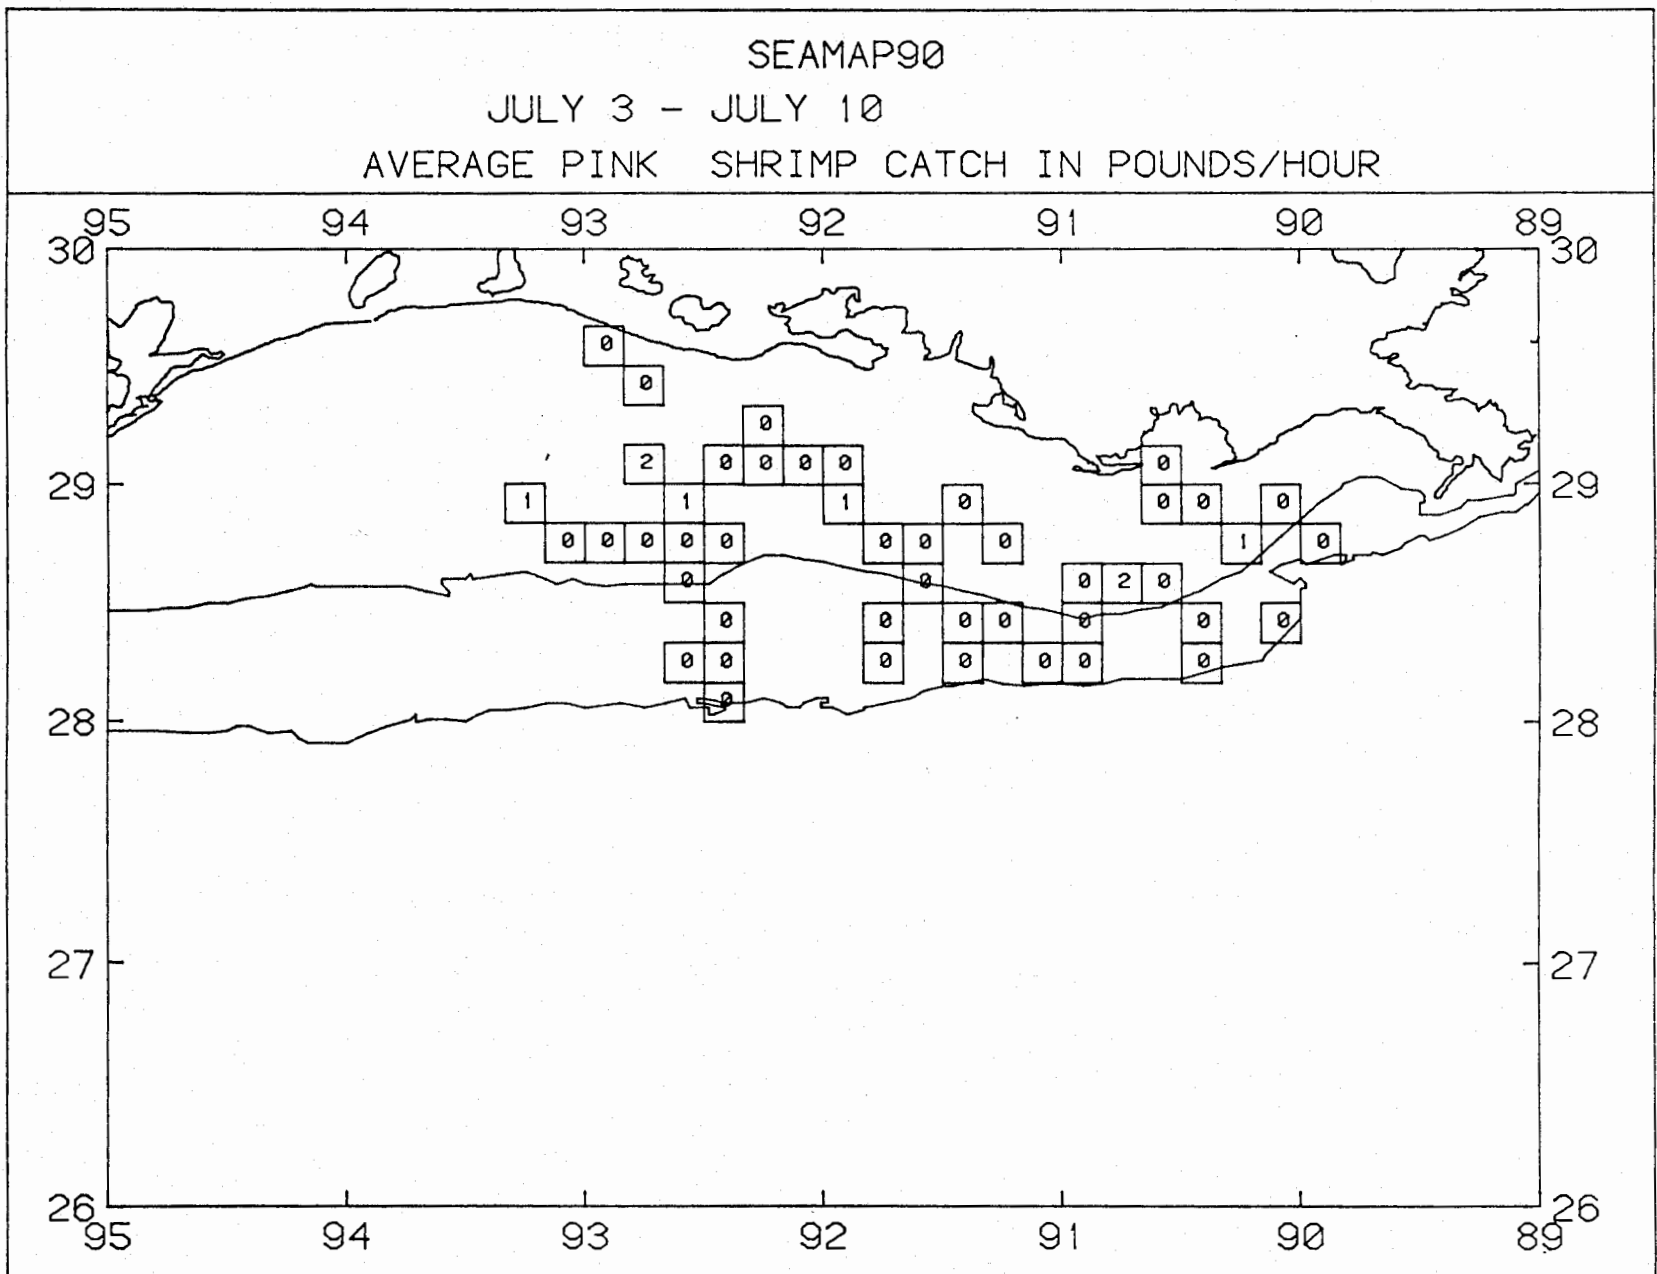 SEAMAP90
JULY 3 - JULY 10
AVERAGE PINK SHRIMP CATCH IN POUNDS/HOUR
95 94 93 92 91 90 89
30 30
0
0
0
2 0 0 0 0 0
29 29
1 1 1 0 0 0 0
0 0 0 0 0 0 0 0 1 0
0 0 0 2 0
0 0 0 0 0 0 0
0 0 0 0 0 0 0
0
28 28
27 27
26 26
95 94 93 92 91 90 89